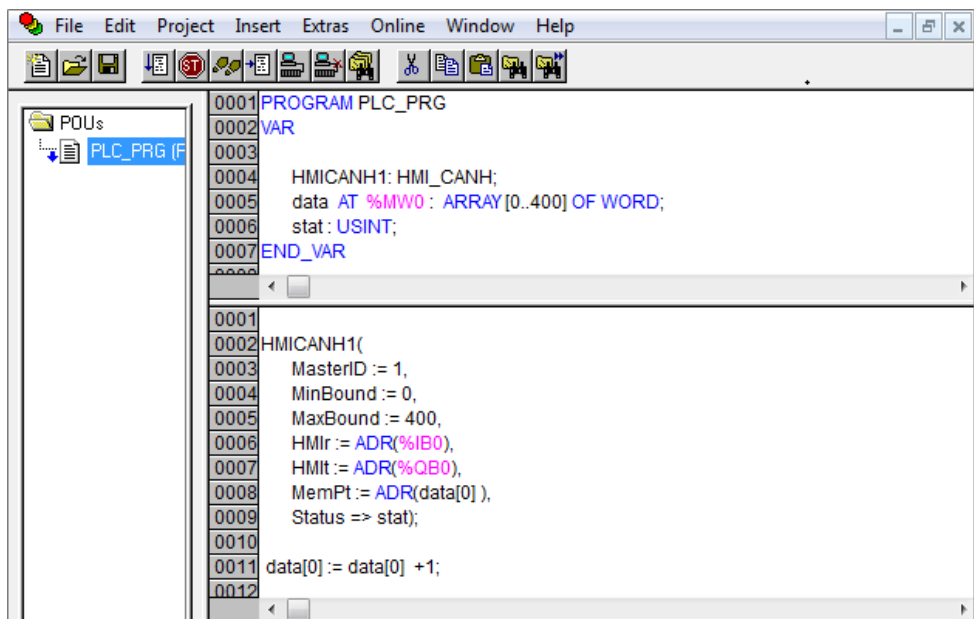 File Edit Project Insert Extras Online Window Help
ST
POUs
PLC_PRG (F
0001 PROGRAM PLC_PRG
0002 VAR
0003
0004 HMICANH1: HMI_CANH;
0005 data AT %MW0 : ARRAY [0..400] OF WORD;
0006 stat : USINT;
0007 END_VAR
0001
0002 HMICANH1(
0003 MasterID := 1,
0004 MinBound := 0,
0005 MaxBound := 400,
0006 HMIr := ADR(%IB0),
0007 HMIt := ADR(%QB0),
0008 MemPt := ADR(data[0] ),
0009 Status => stat);
0010
0011 data[0] := data[0] +1;
0012